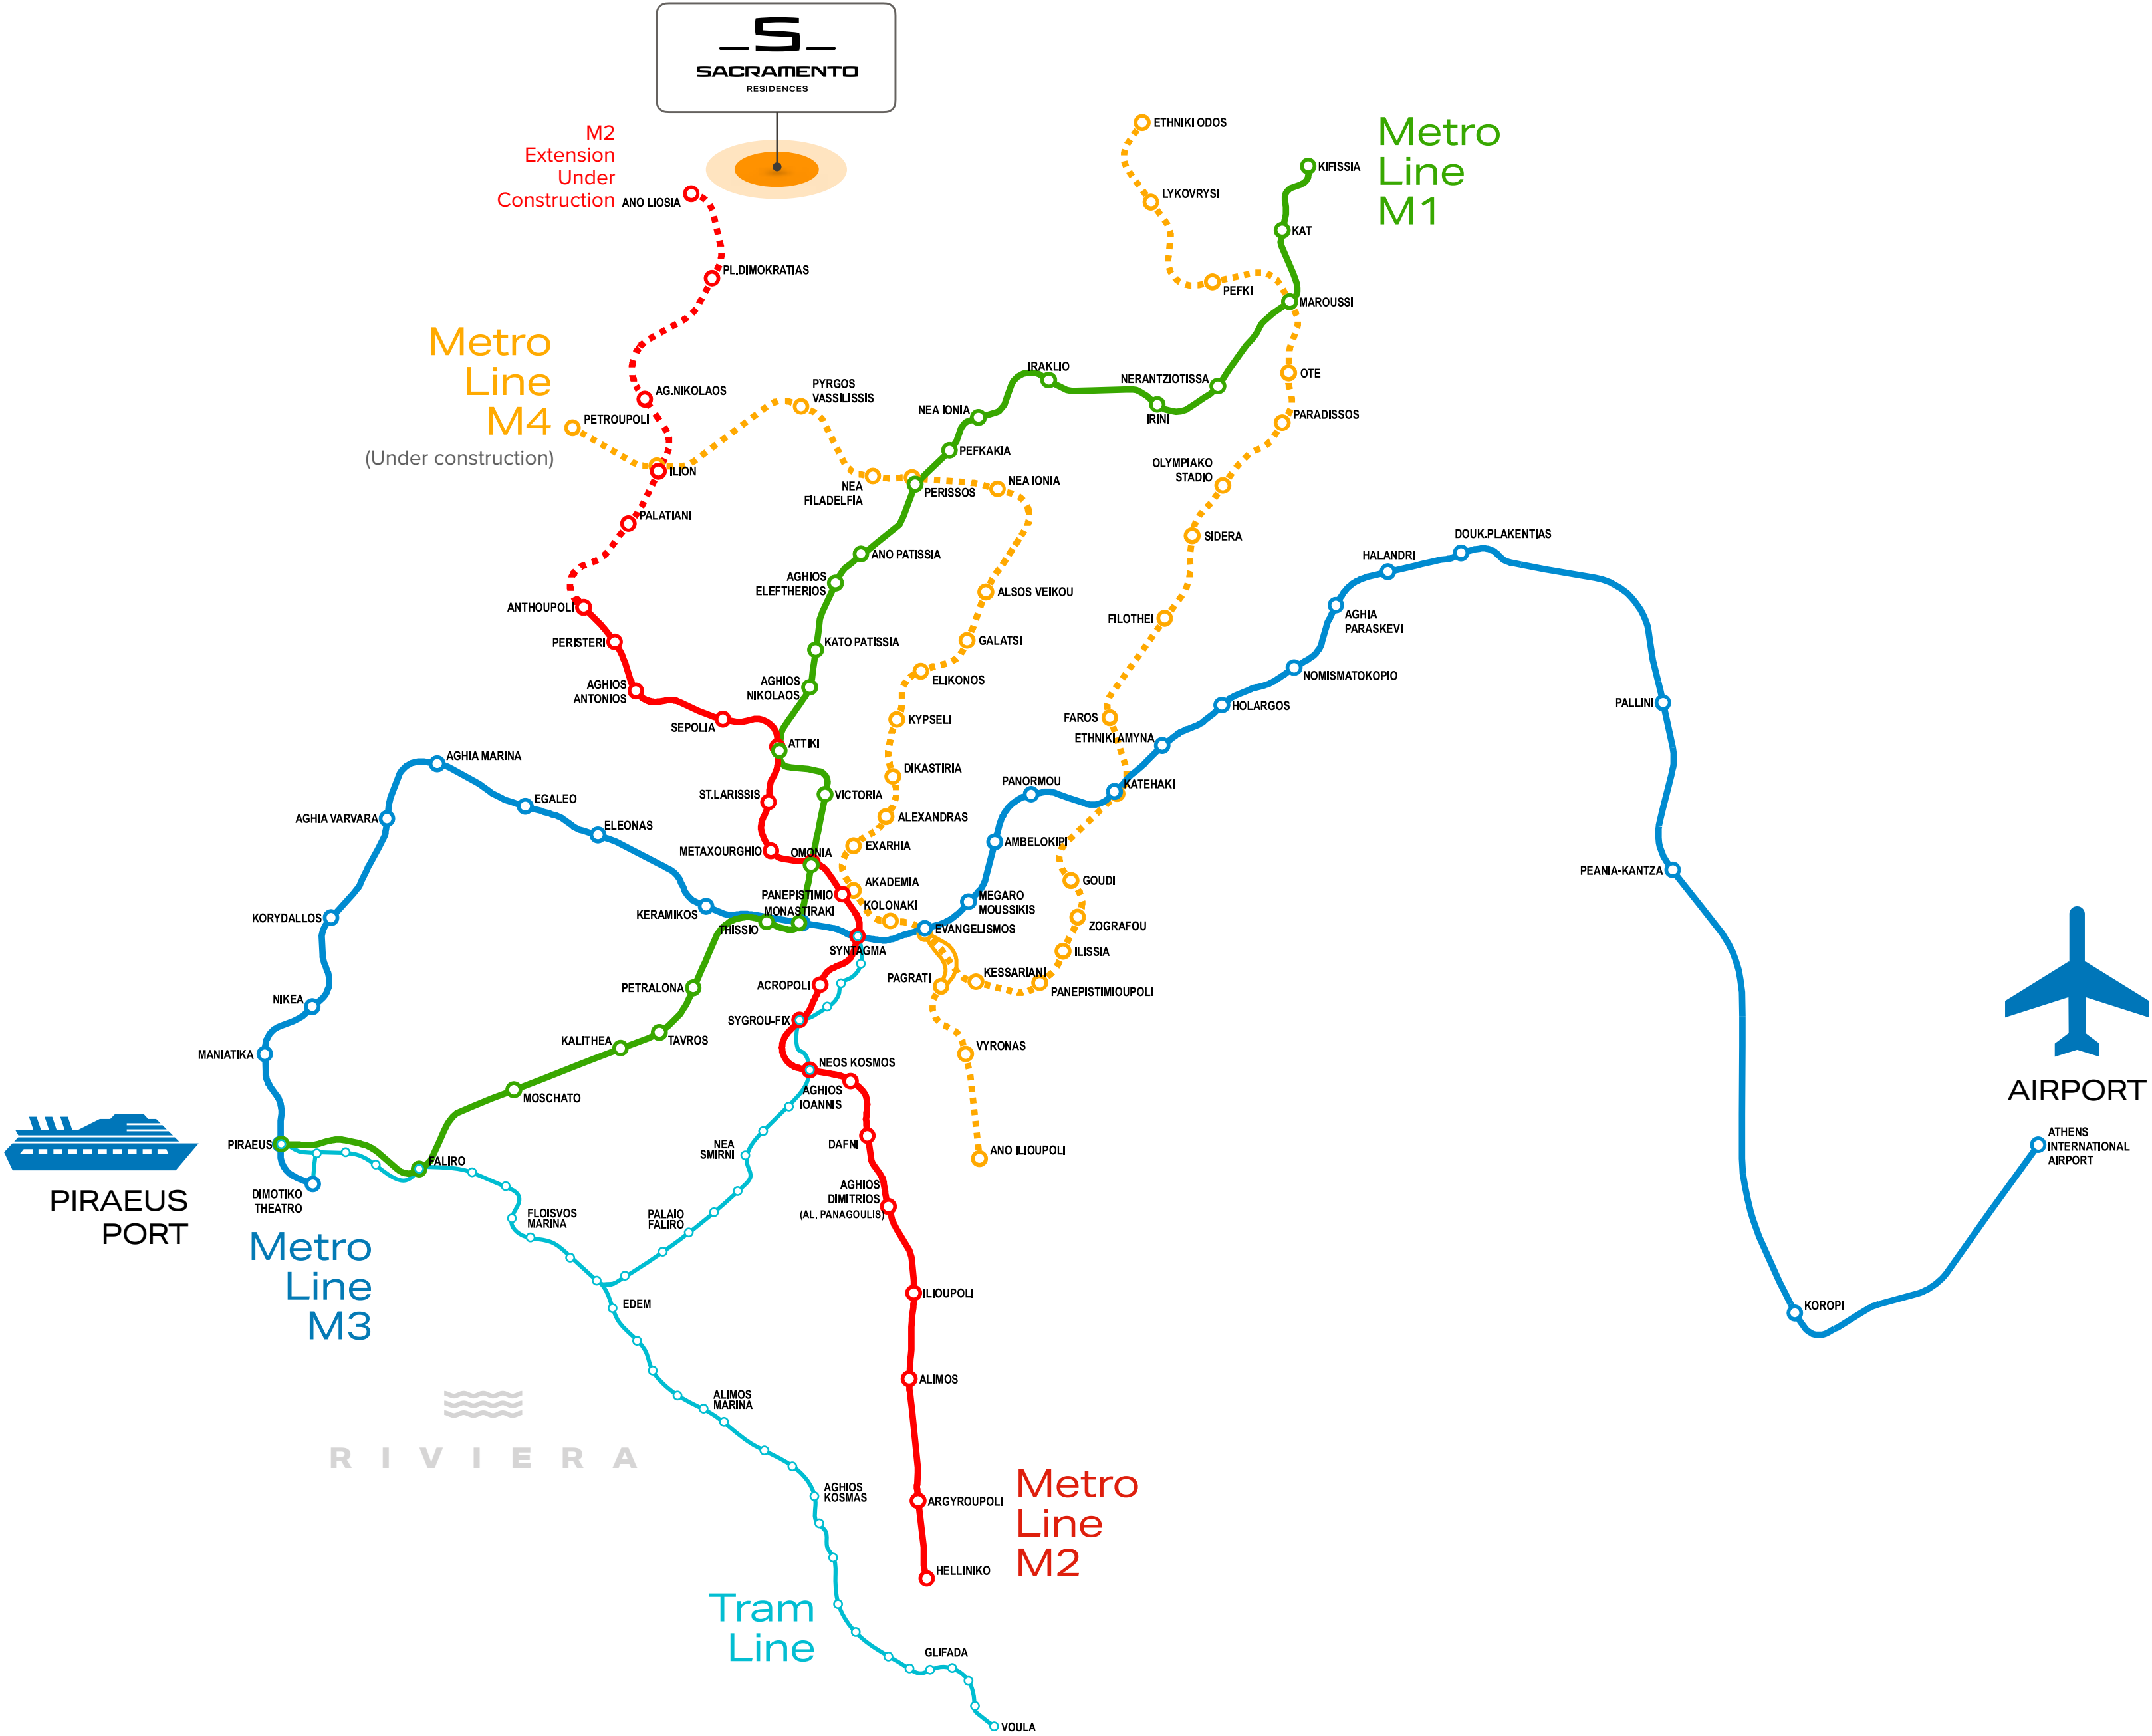 S
SACRAMENTO
RESIDENCES
M2
Extension
Under
Construction
ANO LIOSIA
PL.DIMOKRATIAS
AG.NIKOLAOS
ILION
PALATIANI
ANTHOUPOLI
PERISTERI
AGHIOS
ANTONIOS
SEPOLIA
ATTIKI
ST.LARISSIS
METAXOURGHIO
OMONIA
PANEPISTIMIO
SYNTAGMA
ACROPOLI
SYGROU-FIX
NEOS KOSMOS
AGHIOS
IOANNIS
DAFNI
AGHIOS
DIMITRIOS
(AL. PANAGOULIS)
ILIOUPOLI
ALIMOS
ARGYROUPOLI
HELLINIKO
Metro
Line
M2
Metro
Line
M4
(Under construction)
PETROUPOLI
PYRGOS
VASSILISSIS
NEA
FILADELFIA
PERISSOS
NEA IONIA
ALSOS VEIKOU
GALATSI
ELIKONOS
KYPSELI
DIKASTIRIA
ALEXANDRAS
EXARHIA
AKADEMIA
KOLONAKI
EVANGELISMOS
PAGRATI
VYRONAS
ANO ILIOUPOLI
KESSARIANI
PANEPISTIMIOUPOLI
ILISSIA
ZOGRAFOU
GOUDI
KATEHAKI
FAROS
FILOTHEI
SIDERA
OLYMPIAKO
STADIO
PARADISSOS
OTE
MAROUSSI
PEFKI
LYKOVRYSI
ETHNIKI ODOS
Metro
Line
M1
KIFISSIA
KAT
NERANTZIOTISSA
IRINI
IRAKLIO
NEA IONIA
PEFKAKIA
ANO PATISSIA
AGHIOS
ELEFTHERIOS
KATO PATISSIA
AGHIOS
NIKOLAOS
VICTORIA
MONASTIRAKI
THISSIO
PETRALONA
TAVROS
KALITHEA
MOSCHATO
FALIRO
PIRAEUS
PIRAEUS
PORT
DIMOTIKO
THEATRO
Metro
Line
M3
MANIATIKA
NIKEA
KORYDALLOS
AGHIA VARVARA
AGHIA MARINA
EGALEO
ELEONAS
KERAMIKOS
MEGARO
MOUSSIKIS
AMBELOKIPI
PANORMOU
ETHNIKI AMYNA
HOLARGOS
NOMISMATOKOPIO
AGHIA
PARASKEVI
HALANDRI
DOUK.PLAKENTIAS
PALLINI
PEANIA-KANTZA
KOROPI
ATHENS
INTERNATIONAL
AIRPORT
AIRPORT
NEA
SMIRNI
PALAIO
FALIRO
FLOISVOS
MARINA
EDEM
ALIMOS
MARINA
AGHIOS
KOSMAS
GLIFADA
VOULA
Tram
Line
RIVIERA